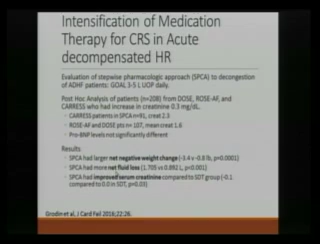 Intensification of Medication
Therapy for CRS in Acute
decompensated HR
Evaluation of stepwise pharmacologic approach (SPCA) to decongestion
of ADHF patients: GOAL 3-5 L UOP daily.
Post Hoc Analysis of patients (n=208) from DOSE, ROSE-AF, and
CARRESS who had increase in creatinine 0.3 mg/dL.
• CARRESS patients in SPCA n=91, creat 2.3
• ROSE-AF and DOSE pts n= 107, mean creat 1.6
• Pro-BNP levels not significantly different
Results
• SPCA had larger net negative weight change (-3.4 v -0.8 lb, p=0.0001)
• SPCA had more net fluid loss (1.705 vs 0.892 L, p=0.001)
• SPCA had improved serum creatinine compared to SDT group (-0.1
compared to 0.0 in SDT, p=0.03)
Grodin et al, J Card Fail 2016;22:26.